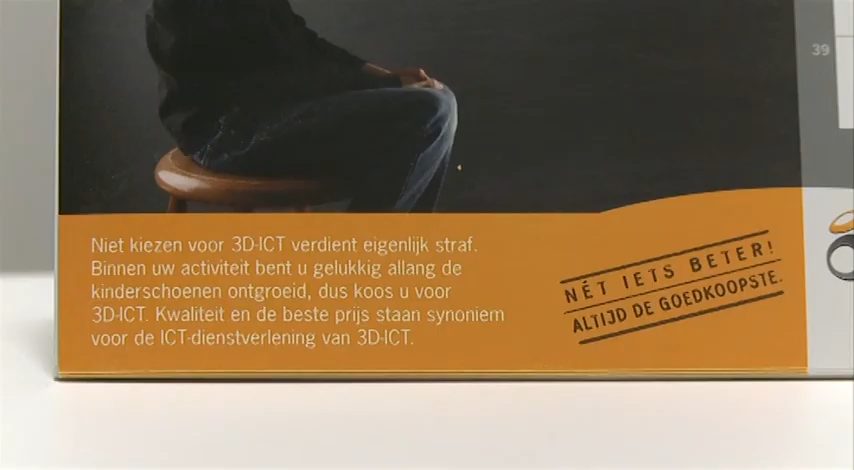 39
Niet kiezen voor 3D-ICT verdient eigenlijk straf.
Binnen uw activiteit bent u gelukkig allang de
kinderschoenen ontgroeid, dus koos u voor
3D-ICT. Kwaliteit en de beste prijs staan synoniem
voor de ICT-dienstverlening van 3D-ICT.
NÉT IETS BETER!
ALTIJD DE GOEDKOOPSTE.